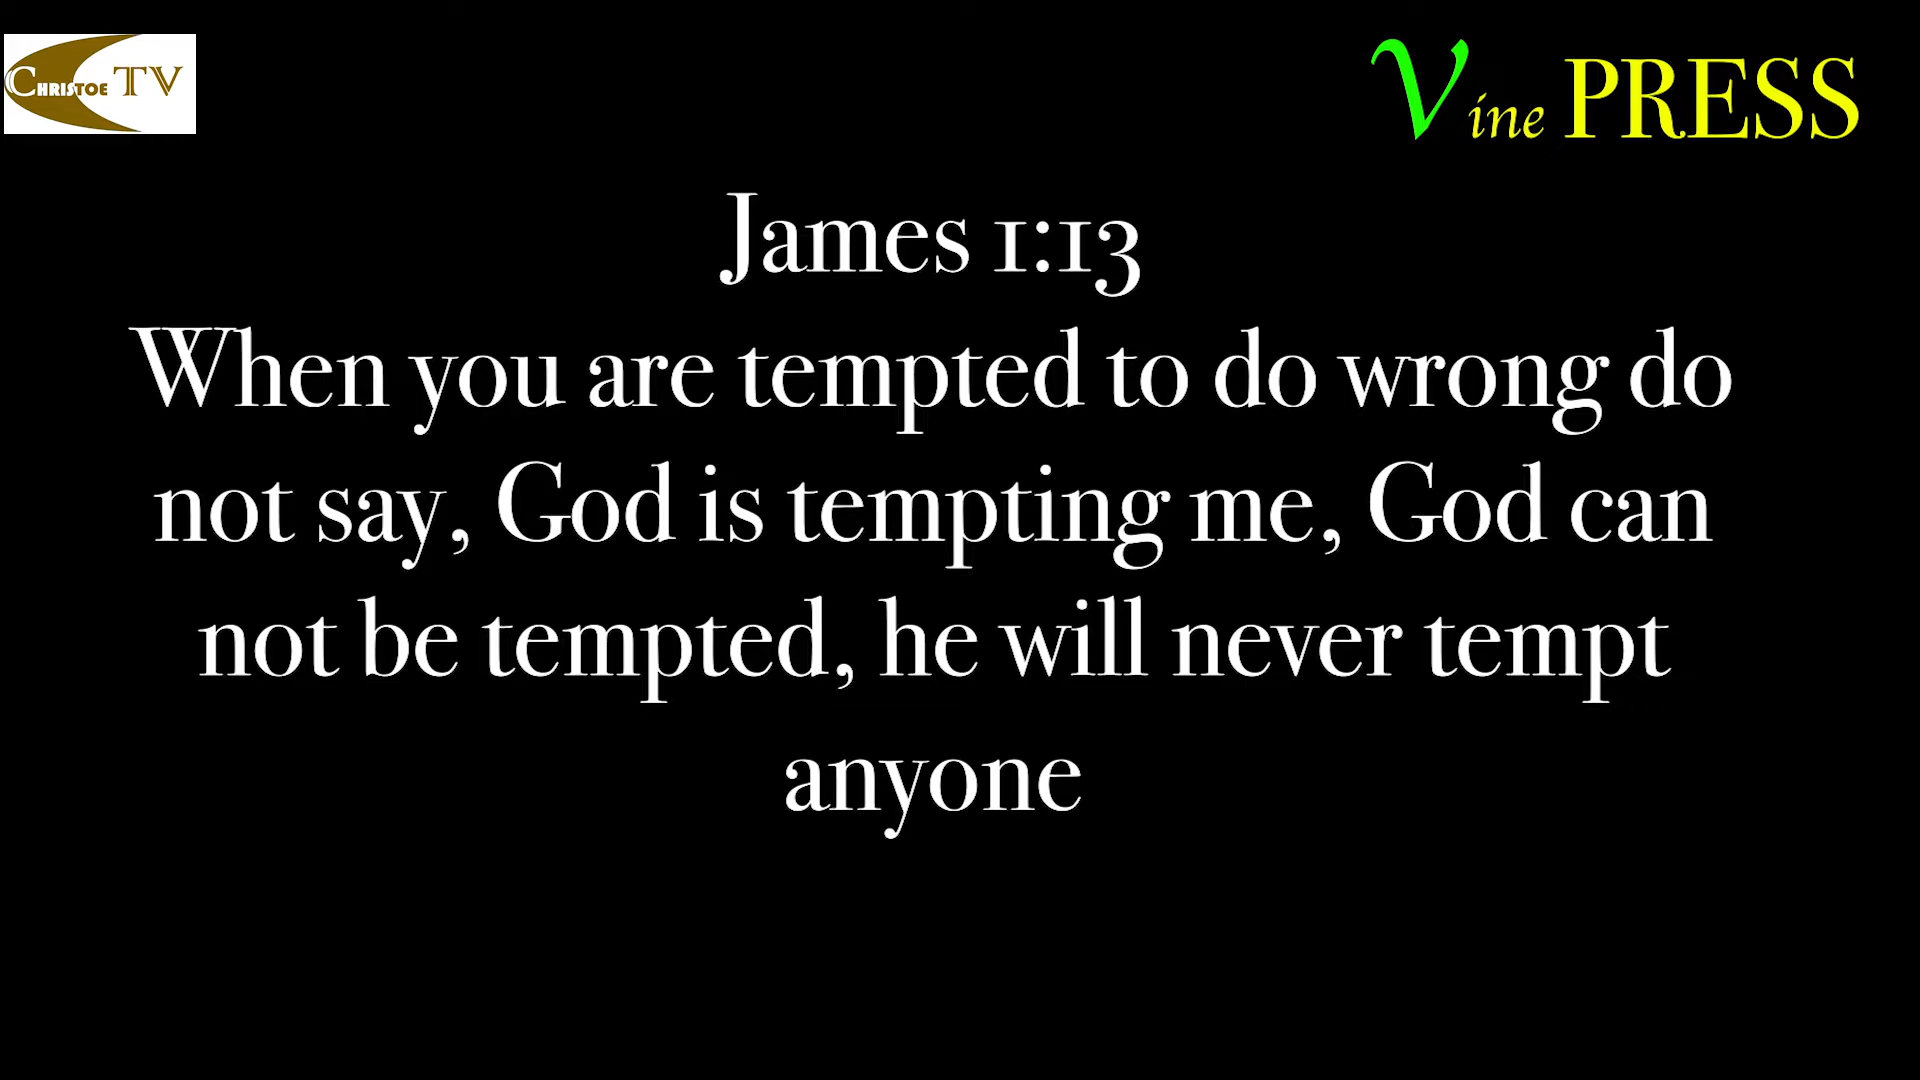 CHRISTOE TV
Vine PRESS
James 1:13
When you are tempted to do wrong do
not say, God is tempting me, God can
not be tempted, he will never tempt
anyone